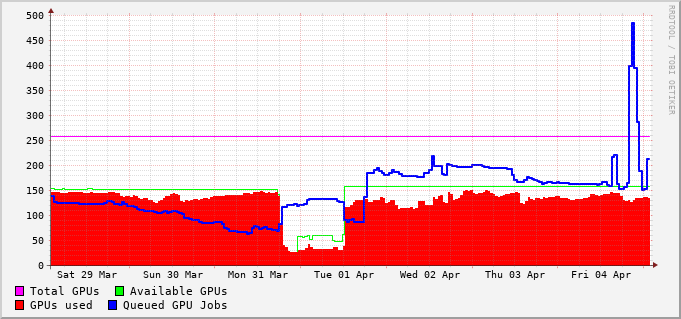 RRDTOOL / TOBI OETIKER
500
450
400
350
300
250
200
150
100
50
0
Sat 29 Mar Sun 30 Mar Mon 31 Mar Tue 01 Apr Wed 02 Apr Thu 03 Apr Fri 04 Apr
Total GPUs Available GPUs
GPUs used Queued GPU Jobs